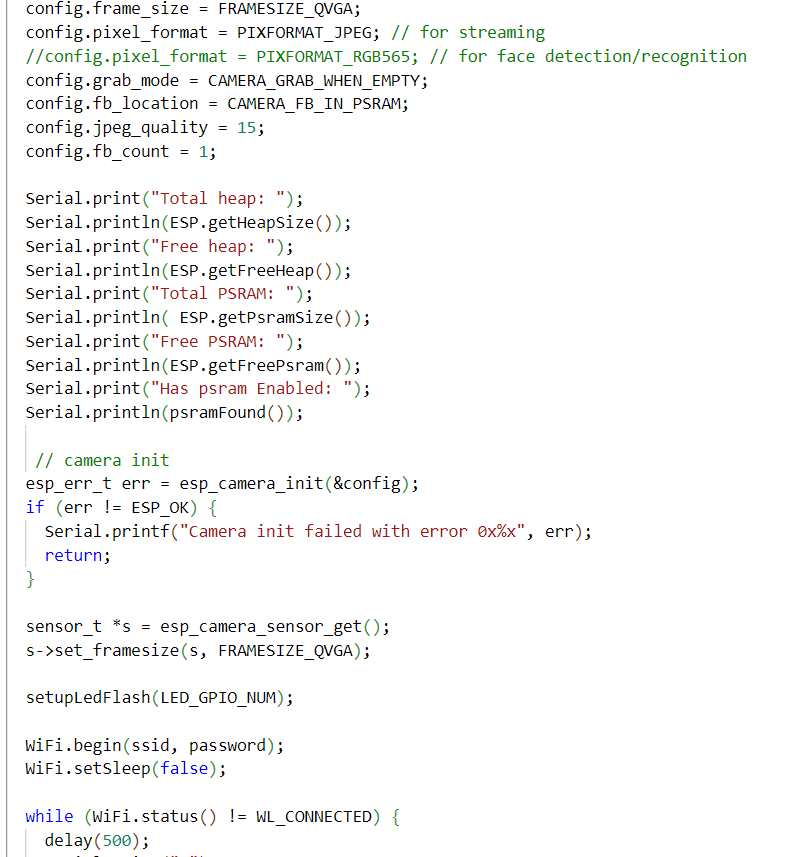 config.frame_size = FRAMESIZE_QVGA;
config.pixel_format = PIXFORMAT_JPEG; // for streaming
//config.pixel_format = PIXFORMAT_RGB565; // for face detection/recognition
config.grab_mode = CAMERA_GRAB_WHEN_EMPTY;
config.fb_location = CAMERA_FB_IN_PSRAM;
config.jpeg_quality = 15;
config.fb_count = 1;
Serial.print("Total heap: ");
Serial.println(ESP.getHeapSize());
Serial.print("Free heap: ");
Serial.println(ESP.getFreeHeap());
Serial.print("Total PSRAM: ");
Serial.println( ESP.getPsramSize());
Serial.print("Free PSRAM: ");
Serial.println(ESP.getFreePsram());
Serial.print("Has psram Enabled: ");
Serial.println(psramFound());
// camera init
esp_err_t err = esp_camera_init(&config);
if (err != ESP_OK) {
Serial.printf("Camera init failed with error 0x%x", err);
return;
}
sensor_t *s = esp_camera_sensor_get();
s->set_framesize(s, FRAMESIZE_QVGA);
setupLedFlash(LED_GPIO_NUM);
WiFi.begin(ssid, password);
WiFi.setSleep(false);
while (WiFi.status() != WL_CONNECTED) {
delay(500);